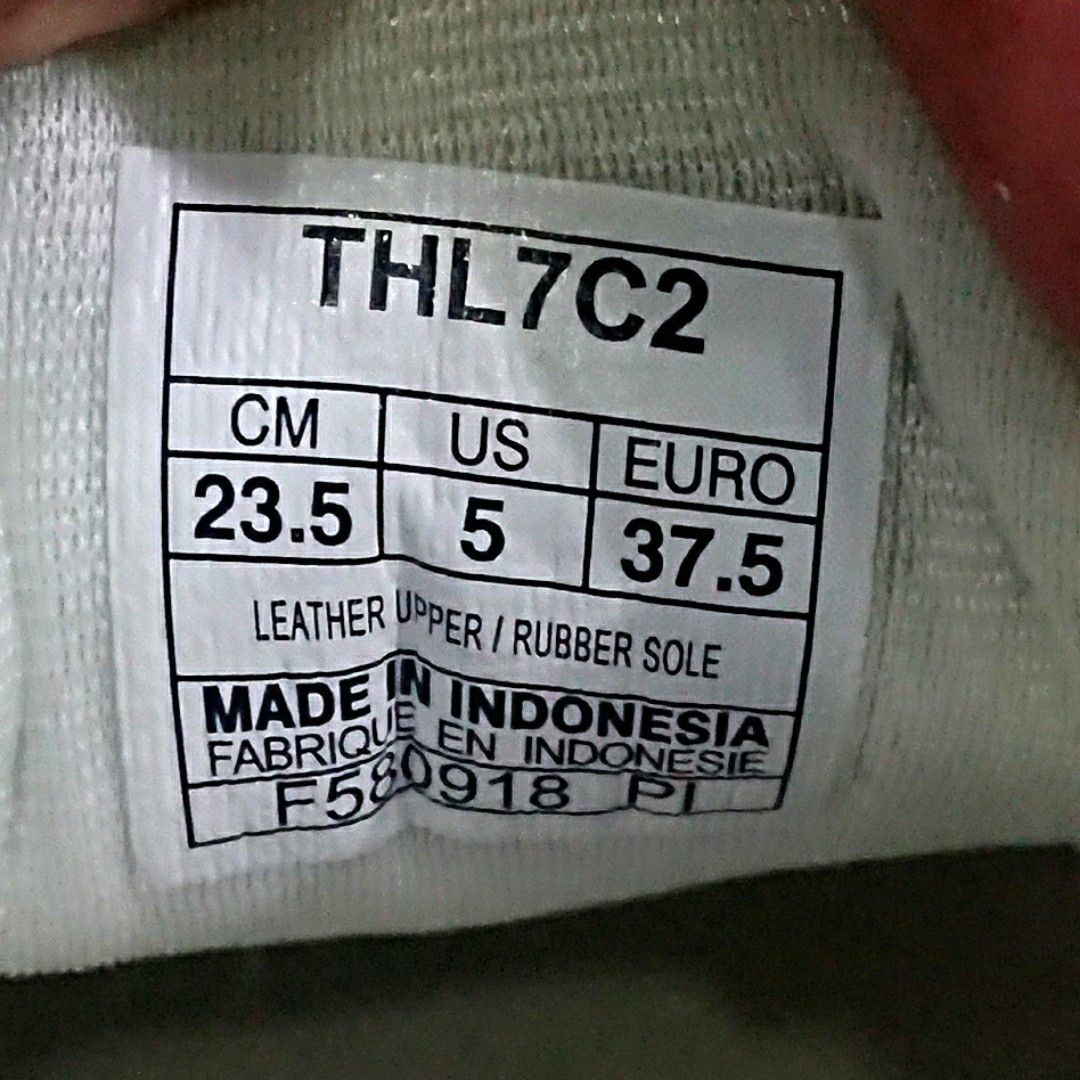 THL7C2
CM US EURO
23.5 5 37.5
LEATHER UPPER / RUBBER SOLE
MADE IN INDONESIA
FABRIQUE EN INDONESIE
F580918 PI